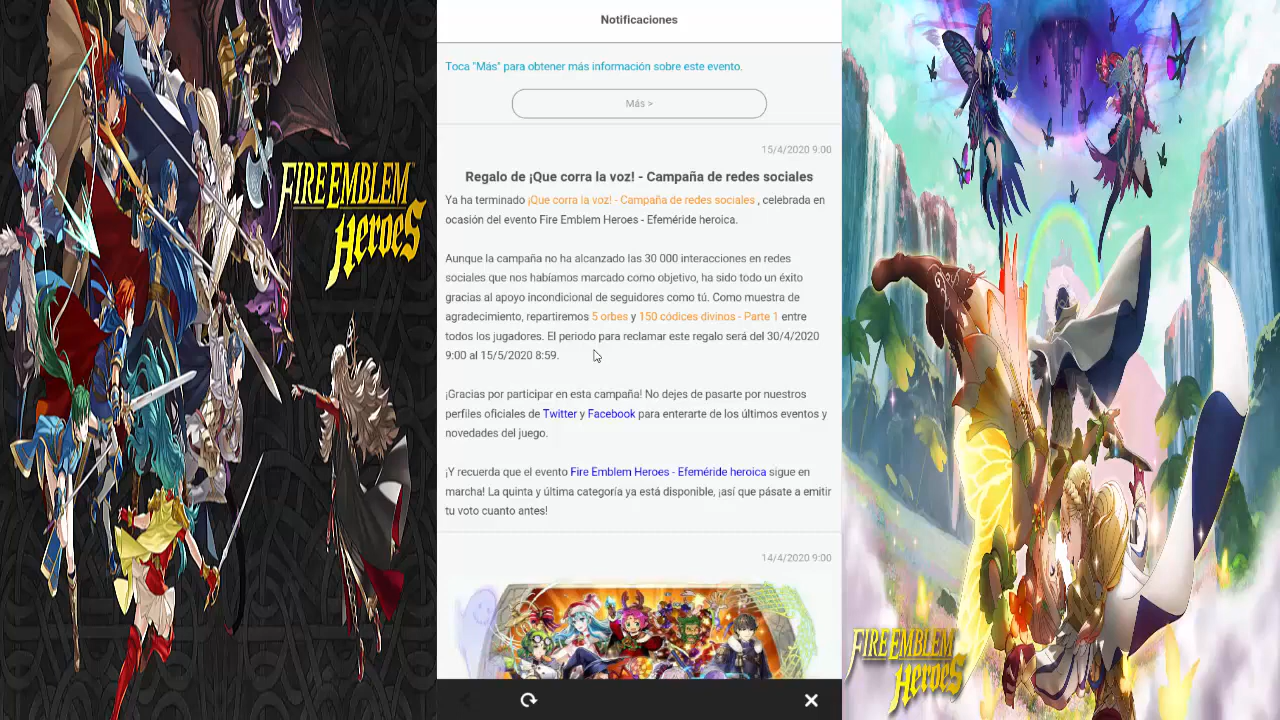 Notificaciones
Toca "Más" para obtener más información sobre este evento.
Más >
15/4/2020 9:00
Regalo de ¡Que corra la voz! - Campaña de redes sociales
Ya ha terminado ¡Que corra la voz! - Campaña de redes sociales , celebrada en
ocasión del evento Fire Emblem Heroes - Efeméride heroica.
Aunque la campaña no ha alcanzado las 30 000 interacciones en redes
sociales que nos habíamos marcado como objetivo, ha sido todo un éxito
gracias al apoyo incondicional de seguidores como tú. Como muestra de
agradecimiento, repartiremos 5 orbes y 150 códices divinos - Parte 1 entre
todos los jugadores. El periodo para reclamar este regalo será del 30/4/2020
9:00 al 15/5/2020 8:59.
¡Gracias por participar en esta campaña! No dejes de pasarte por nuestros
perfiles oficiales de Twitter y Facebook para enterarte de los últimos eventos y
novedades del juego.
¡Y recuerda que el evento Fire Emblem Heroes - Efeméride heroica sigue en
marcha! La quinta y última categoría ya está disponible, ¡así que pásate a emitir
tu voto cuanto antes!
14/4/2020 9:00
FIRE EMBLEM™
Heroes
FIRE EMBLEM
Heroes